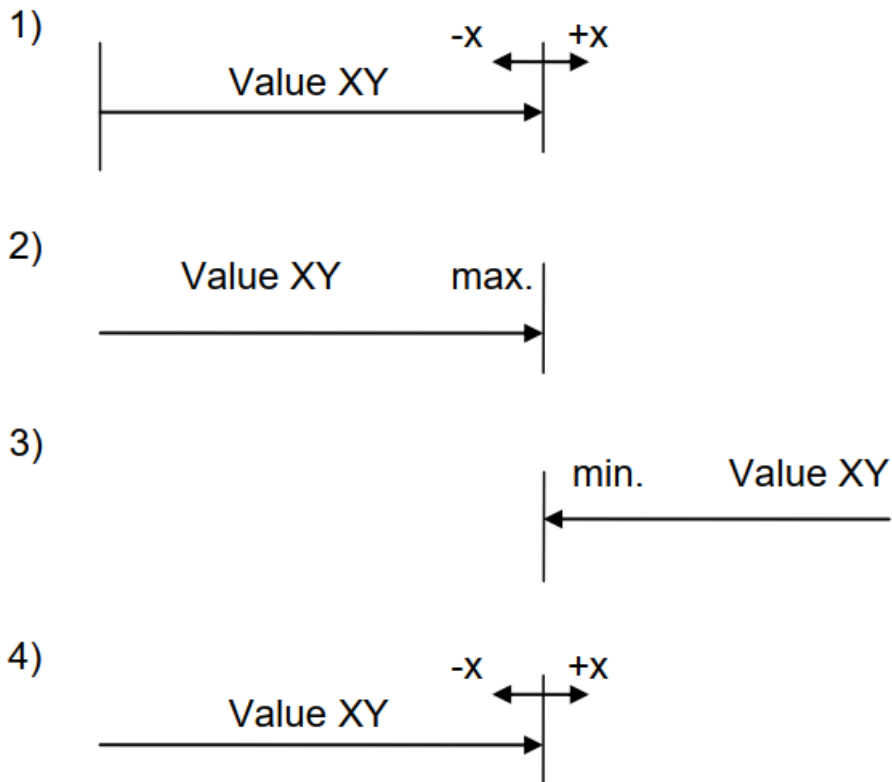 1)
-x +x
Value XY
2)
Value XY max.
3)
min. Value XY
4)
-x +x
Value XY